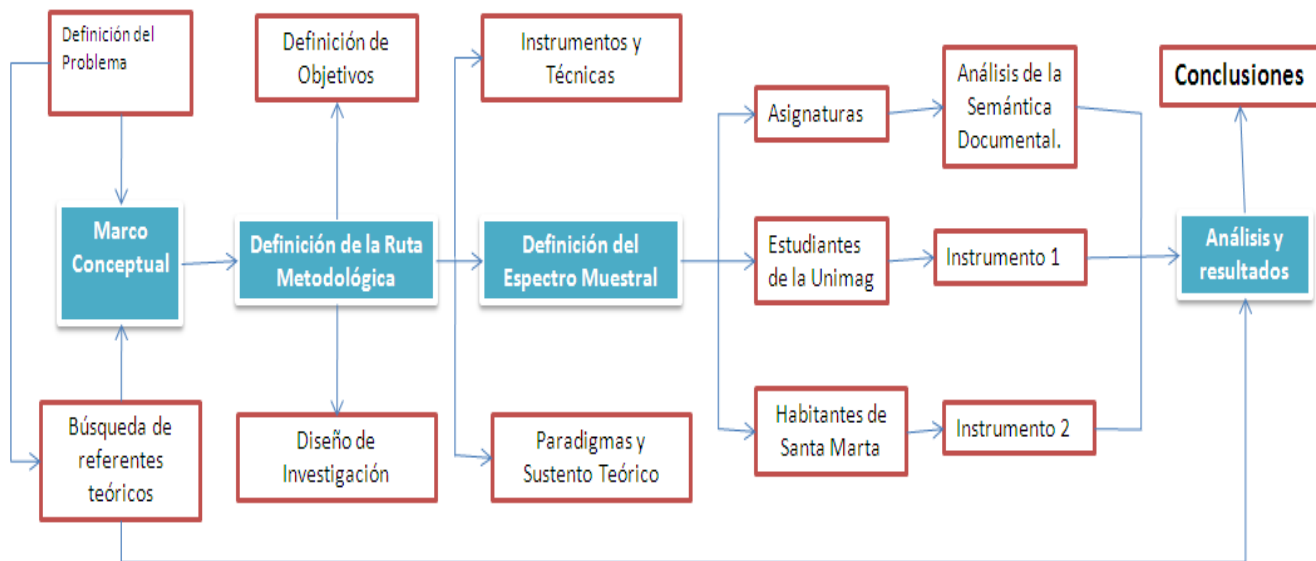 Definición del
Problema
Definición de
Objetivos
Instrumentos y
Técnicas
Asignaturas
Análisis de la
Semántica
Documental.
Conclusiones
Marco
Conceptual
Definición de la Ruta
Metodológica
Definición del
Espectro Muestral
Estudiantes
de la Unimag
Instrumento 1
Análisis y
resultados
Búsqueda de
referentes
teóricos
Diseño de
Investigación
Paradigmas y
Sustento Teórico
Habitantes de
Santa Marta
Instrumento 2